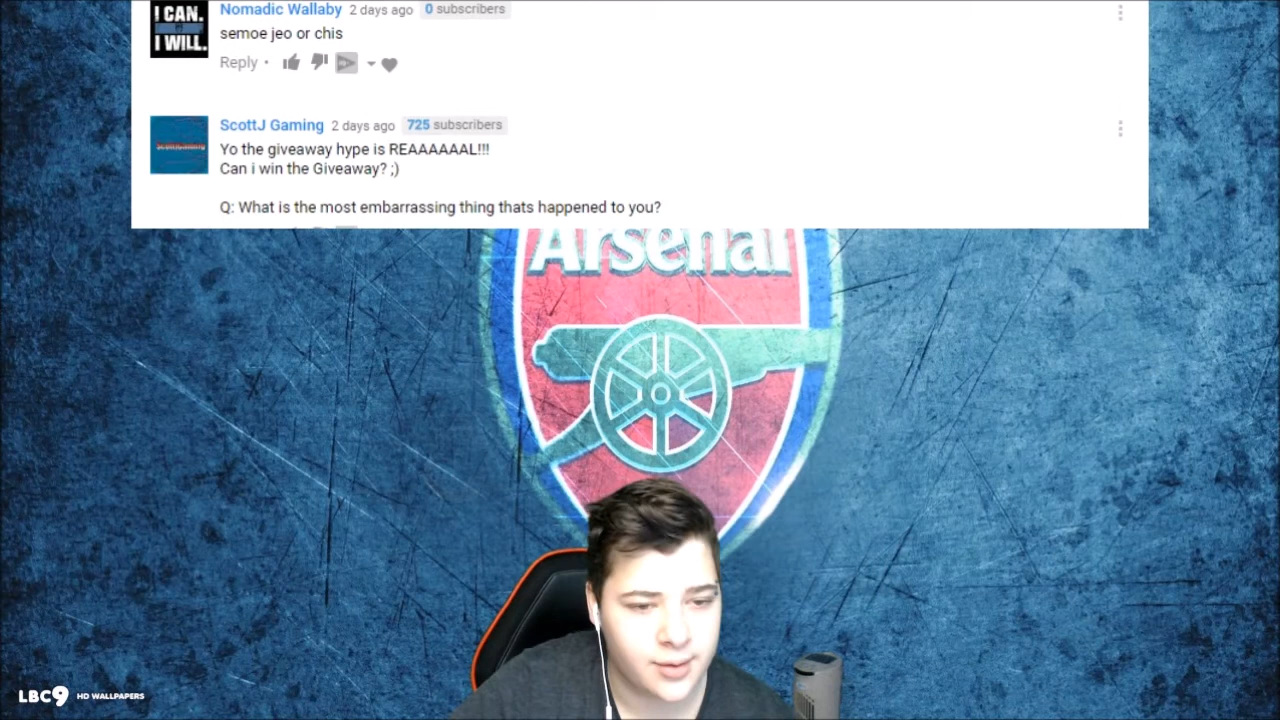 I CAN.
I WILL.
Nomadic Wallaby 2 days ago 0 subscribers
semoe jeo or chis
Reply •
ScottJ Gaming 2 days ago 725 subscribers
Yo the giveaway hype is REAAAAAAL!!!
Can i win the Giveaway? ;)
Q: What is the most embarrassing thing thats happened to you?
Arsenal
LBC9 HD WALLPAPERS